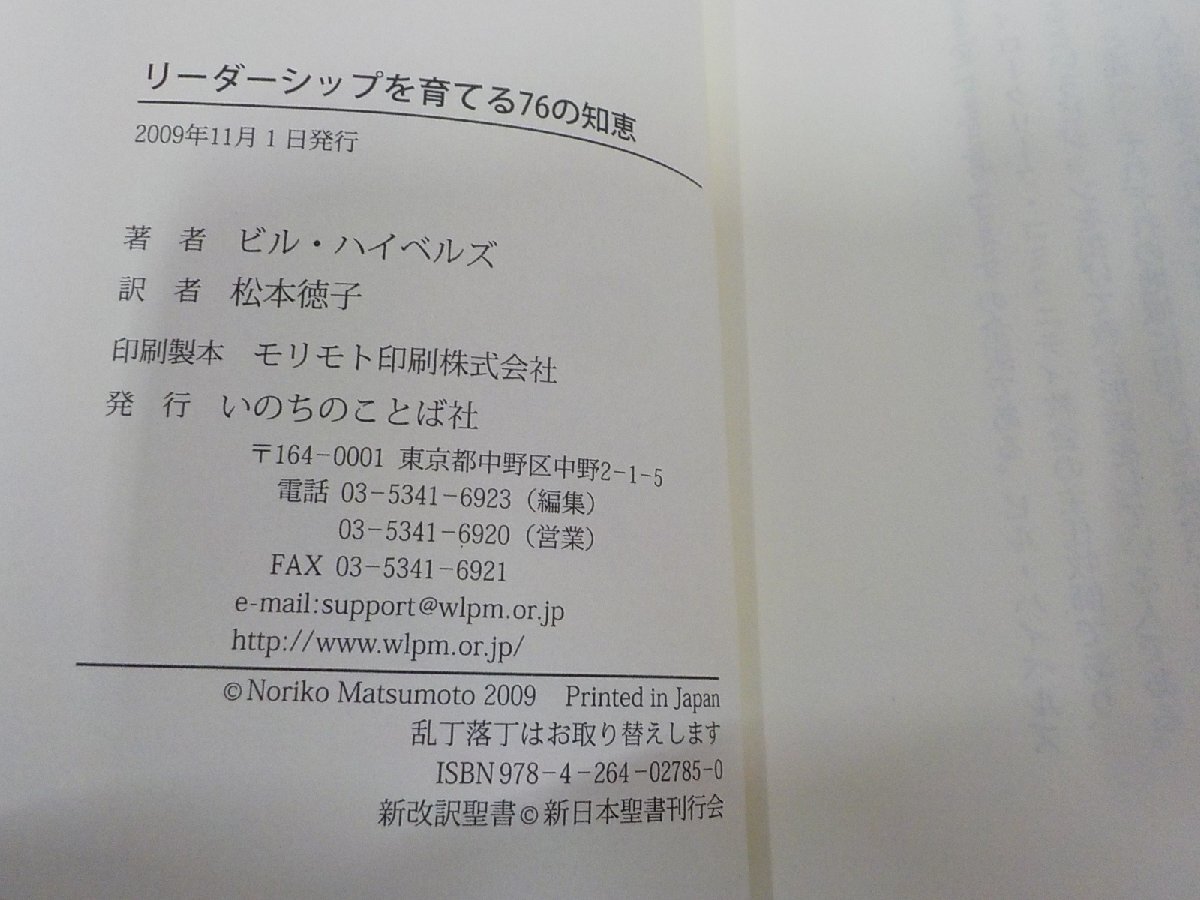 リーダーシップを育てる76の知恵
2009年11月1日発行
著 者 ビル・ハイベルズ
訳 者 松本徳子
印刷製本 モリモト印刷株式会社
発 行 いのちのことば社
〒164-0001 東京都中野区中野2-1-5
電話 03-5341-6923（編集）
03-5341-6920（営業）
FAX 03-5341-6921
e-mail:support@wlpm.or.jp
http://www.wlpm.or.jp/
©Noriko Matsumoto 2009 Printed in Japan
乱丁落丁はお取り替えします
ISBN978-4-264-02785-0
新改訳聖書©新日本聖書刊行会